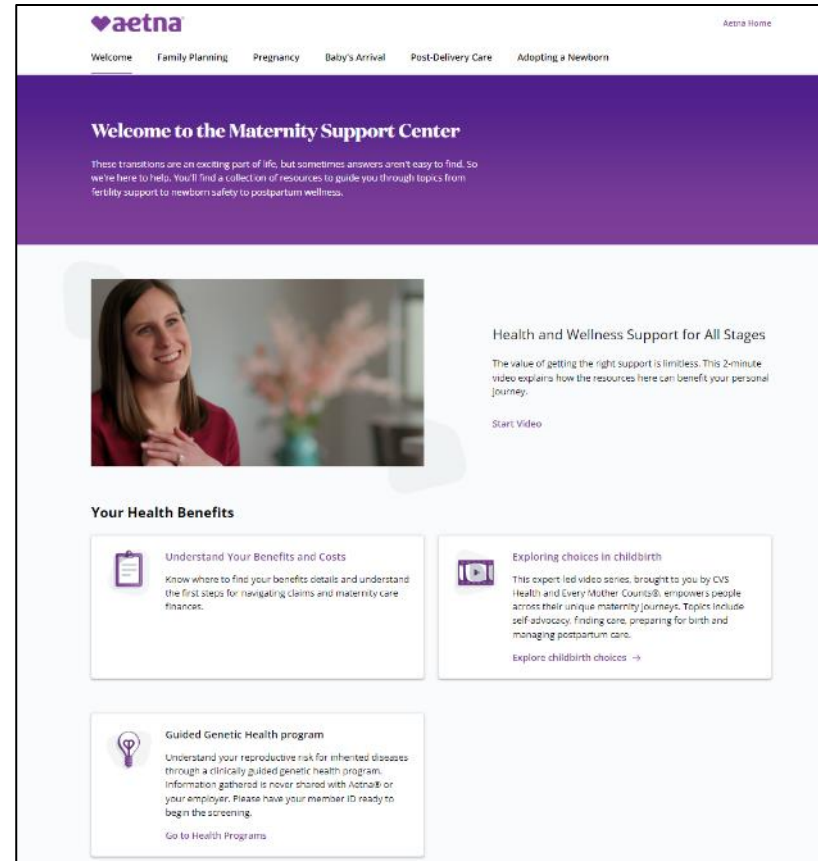 aetna
Aetna Home
Welcome Family Planning Pregnancy Baby's Arrival Post-Delivery Care Adopting a Newborn
Welcome to the Maternity Support Center
These transitions are an exciting part of life, but sometimes answers aren't easy to find. So
we're here to help. You'll find a collection of resources to guide you through topics from
fertility support to newborn safety to postpartum wellness.
Health and Wellness Support for All Stages
The value of getting the right support is limitless. This 2-minute
video explains how the resources here can benefit your personal
journey.
Start Video
Your Health Benefits
Understand Your Benefits and Costs
Know where to find your benefits details and understand
the first steps for navigating claims and maternity care
finances.
Exploring choices in childbirth
This expert-led video series, brought to you by CVS
Health and Every Mother Counts®, empowers people
across their unique maternity journeys. Topics include
self-advocacy, finding care, preparing for birth and
managing postpartum care.
Explore childbirth choices →
Guided Genetic Health program
Understand your reproductive risk for inherited diseases
through a clinically guided genetic health program.
Information gathered is never shared with Aetna® or
your employer. Please have your member ID ready to
begin the screening.
Go to Health Programs